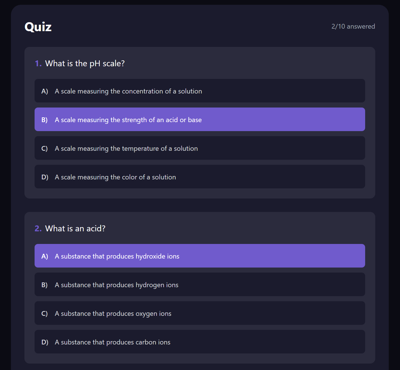 Quiz
2/10 answered
1. What is the pH scale?
A) A scale measuring the concentration of a solution
B) A scale measuring the strength of an acid or base
C) A scale measuring the temperature of a solution
D) A scale measuring the color of a solution
2. What is an acid?
A) A substance that produces hydroxide ions
B) A substance that produces hydrogen ions
C) A substance that produces oxygen ions
D) A substance that produces carbon ions